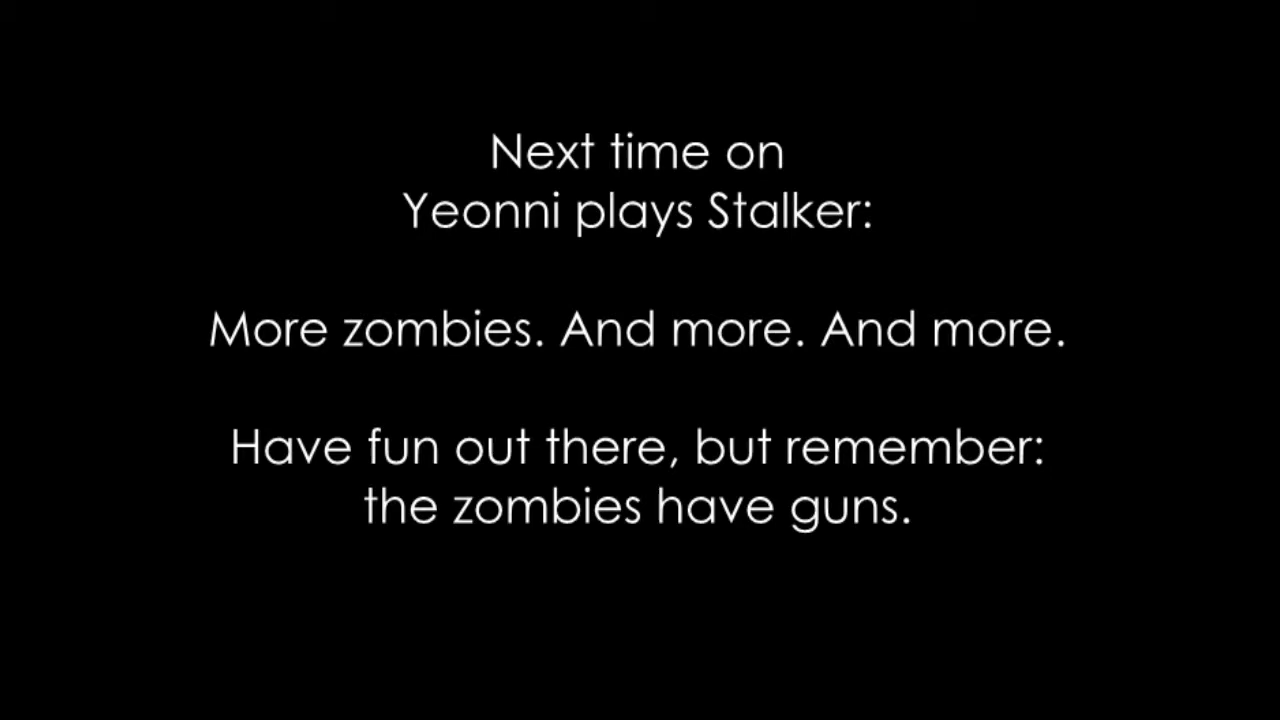 Next time on
Yeonni plays Stalker:
More zombies. And more. And more.
Have fun out there, but remember:
the zombies have guns.